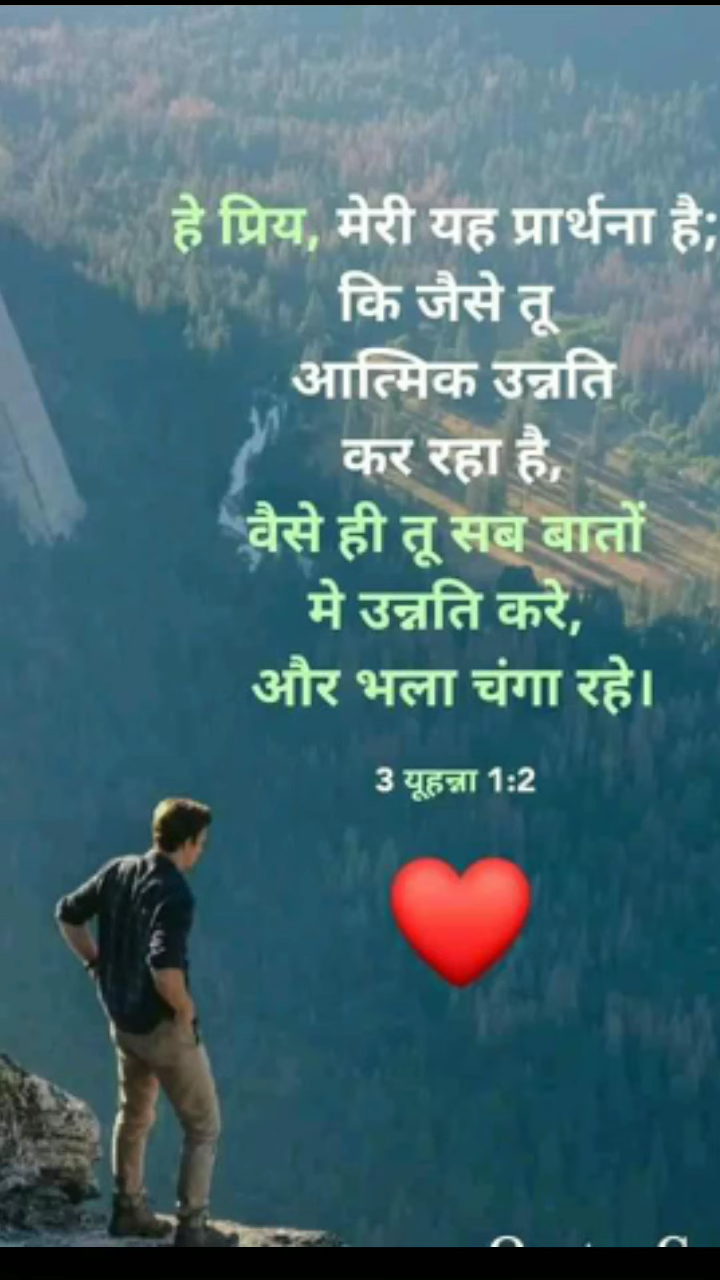 हे प्रिय, मेरी यह प्रार्थना है;
कि जैसे तू
आत्मिक उन्नति
कर रहा है,
वैसे ही तू सब बातों
मे उन्नति करे,
और भला चंगा रहे।
3 यूहन्ना 1:2